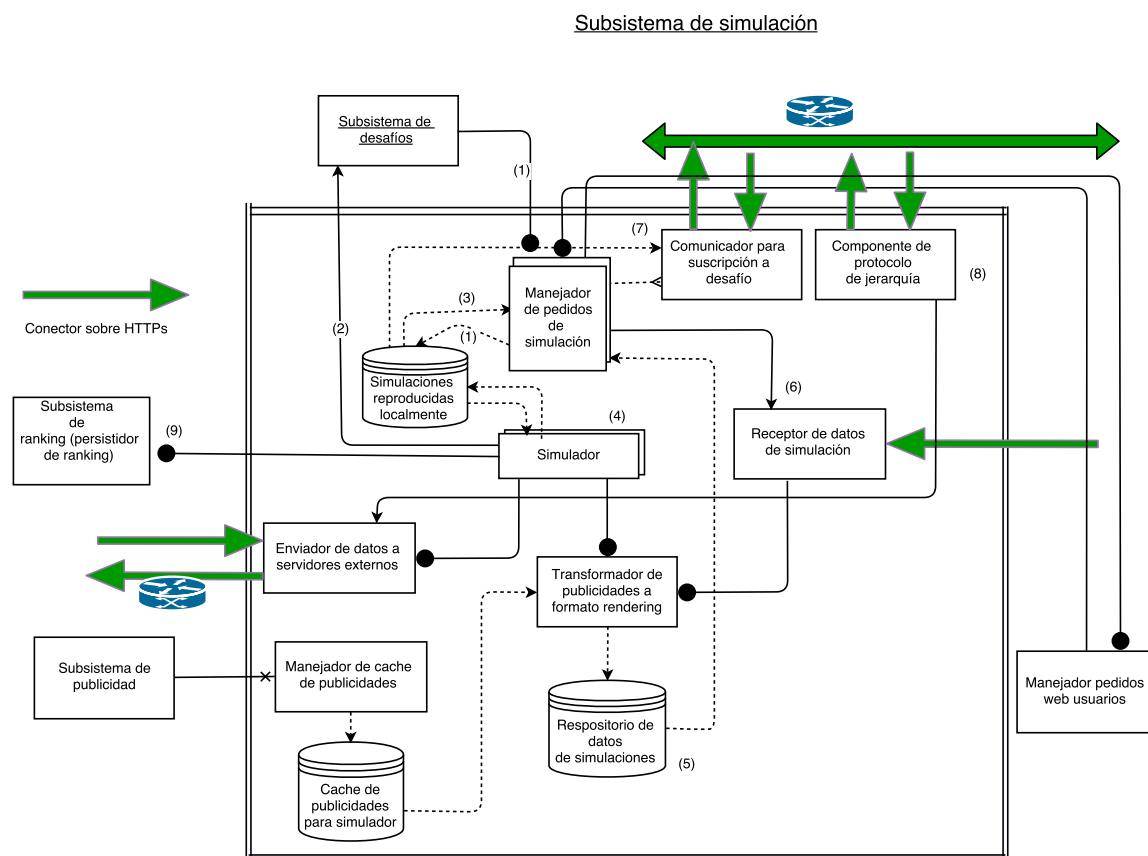 Subsistema de simulación
Subsistema de
desafíos
(1)
(7)
Comunicador para
suscripción a
desafío
Componente de
protocolo
de jerarquía
(8)
Conector sobre HTTPs
(2)
(3)
(1)
Manejador
de pedidos
de
simulación
Simulaciones
reproducidas
localmente
(6)
Subsistema
de
ranking (persistidor
de ranking)
(9)
(4)
Simulador
Receptor de datos
de simulación
Enviador de datos a
servidores externos
Transformador de
publicidades a
formato rendering
Subsistema de
publicidad
Manejador de cache
de publicidades
Manejador pedidos
web usuarios
Respositorio de
datos
de simulaciones
(5)
Cache de
publicidades
para simulador